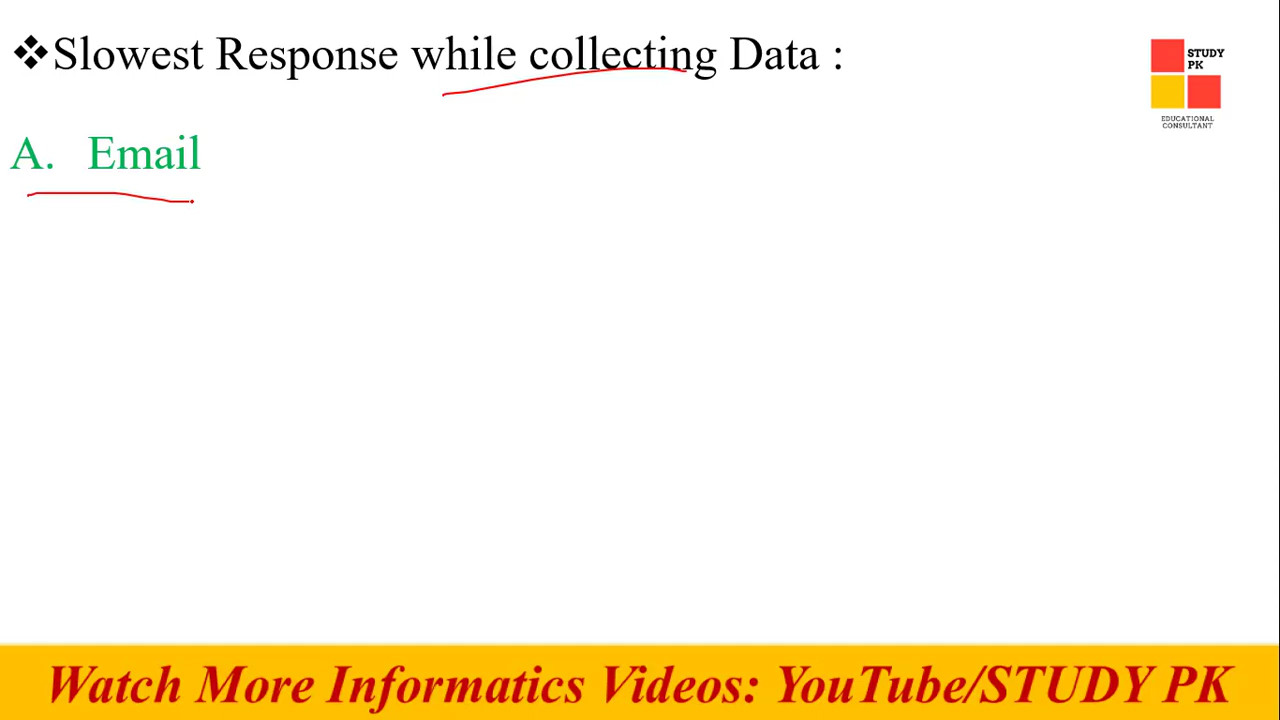 ❖Slowest Response while collecting Data :
STUDY
PK
EDUCATIONAL
CONSULTANT
A. Email
Watch More Informatics Videos: YouTube/STUDY PK